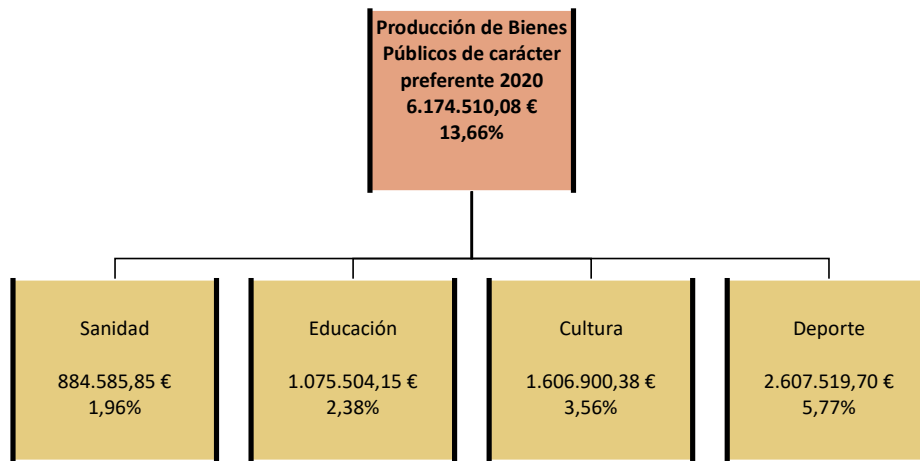 Producción de Bienes
Públicos de carácter
preferente 2020
6.174.510,08 €
13,66%
Sanidad
884.585,85 €
1,96%
Educación
1.075.504,15 €
2,38%
Cultura
1.606.900,38 €
3,56%
Deporte
2.607.519,70 €
5,77%